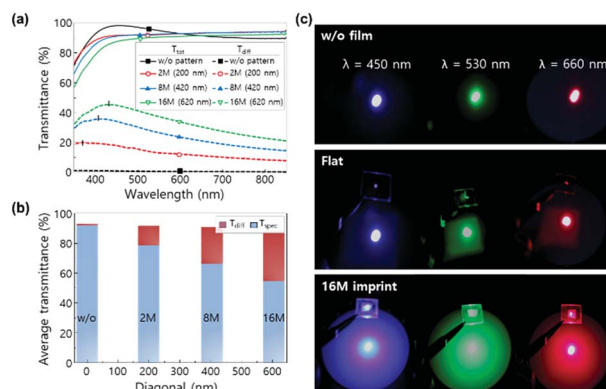 (a)
Transmittance (%)
100
80
60
40
20
0
T_tot T_diff
w/o pattern w/o pattern
2M (200 nm) 2M (200 nm)
8M (420 nm) 8M (420 nm)
16M (620 nm) 16M (620 nm)
400 500 600 700 800
Wavelength (nm)
(b)
Average transmittance (%)
100
80
60
40
20
0
T_diff T_spec
w/o 2M 8M 16M
0 100 200 300 400 500 600
Diagonal (nm)
(c)
w/o film
λ = 450 nm λ = 530 nm λ = 660 nm
Flat
16M imprint